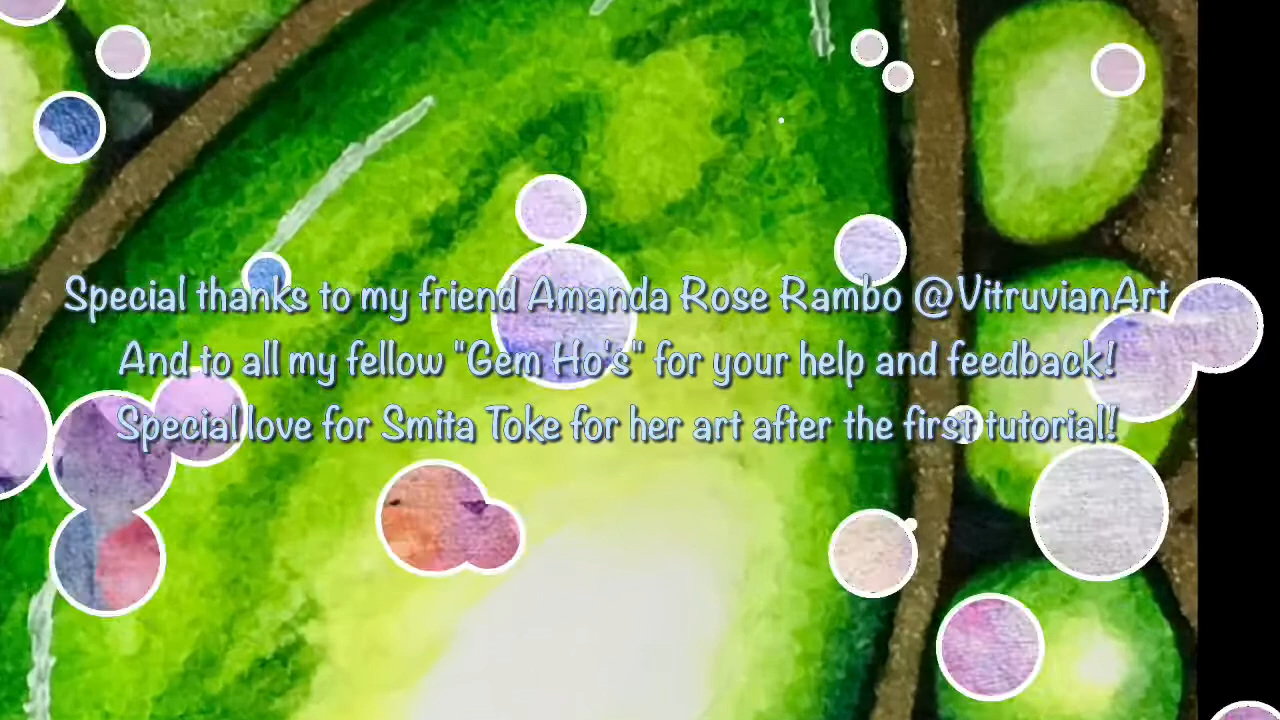 Special thanks to my friend Amanda Rose Rambo @VitruvianArt
And to all my fellow "Gem Ho's" for your help and feedback!
Special love for Smita Toke for her art after the first tutorial!